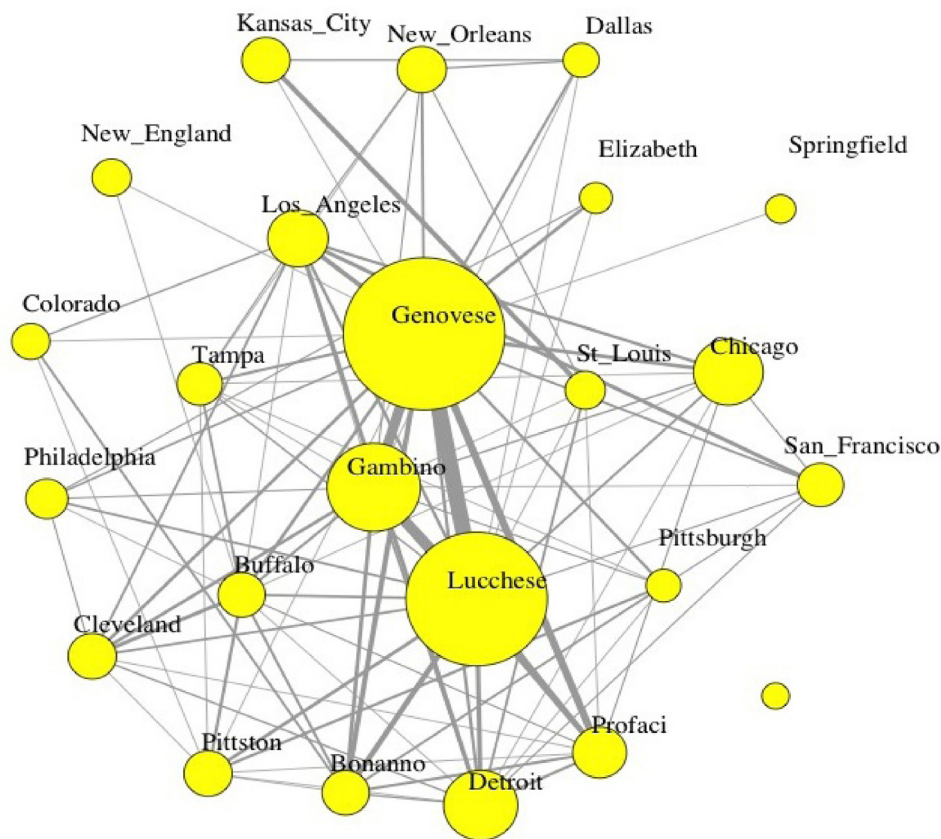 Kansas_City
New_Orleans
Dallas
New_England
Elizabeth
Springfield
Los_Angeles
Colorado
Genovese
Tampa
St_Louis
Chicago
Philadelphia
Gambino
San_Francisco
Pittsburgh
Buffalo
Lucchese
Cleveland
Profaci
Pittston
Bonanno
Detroit